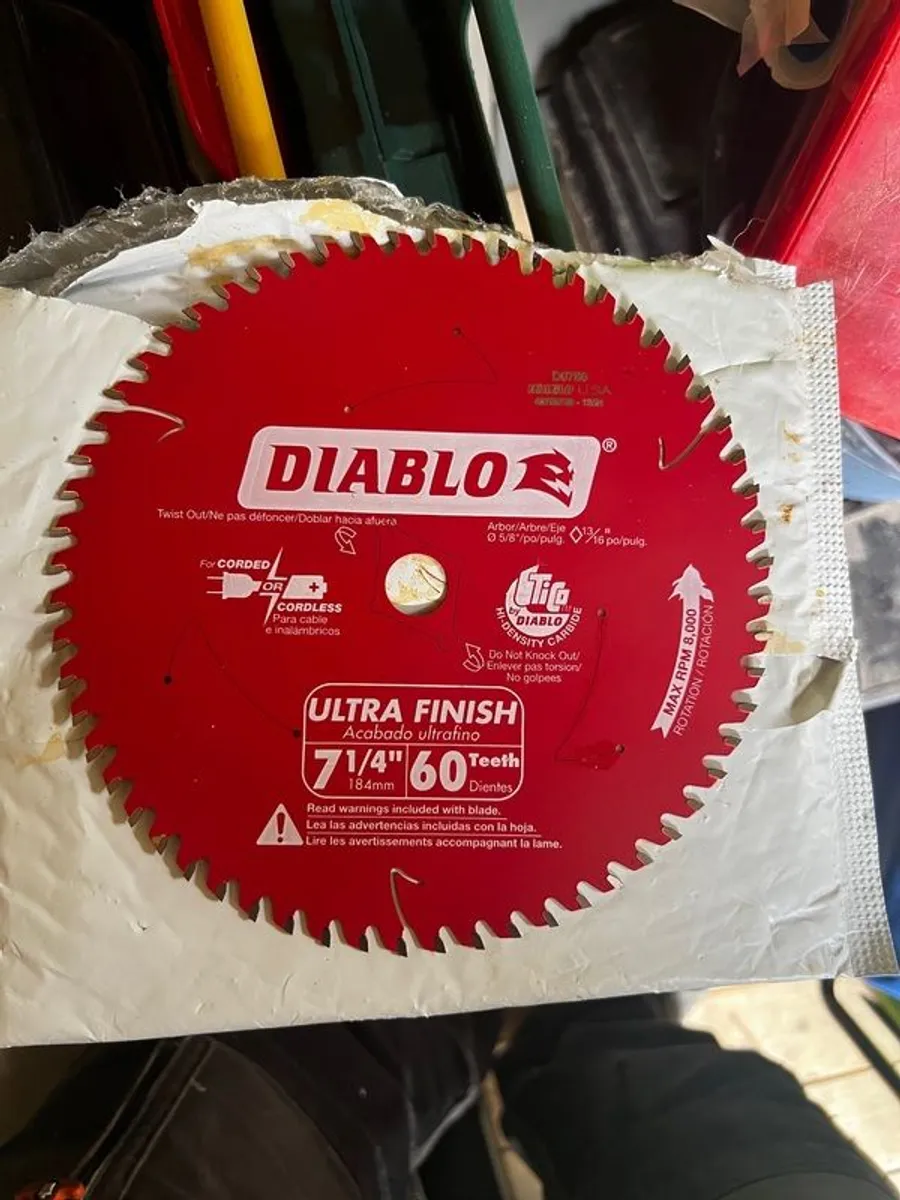 DIABLO®
Twist Out/Ne pas défoncer/Doblar hacia afuera
Arbor/Arbre/Eje
Ø 5/8"/po/pulg. 13/16" po/pulg.
For CORDED
OR
CORDLESS
Para cable
e inalámbricos
TiCo
by DIABLO
HI-DENSITY CARBIDE
Do Not Knock Out/
Enlever pas torsion/
No golpees
MAX RPM 8,000
ROTATION / ROTACIÓN
ULTRA FINISH
Acabado ultrafino
7 1/4" 60 Teeth
184mm Dientes
Read warnings included with blade.
Lea las advertencias incluidas con la hoja.
Lire les avertissements accompagnant la lame.